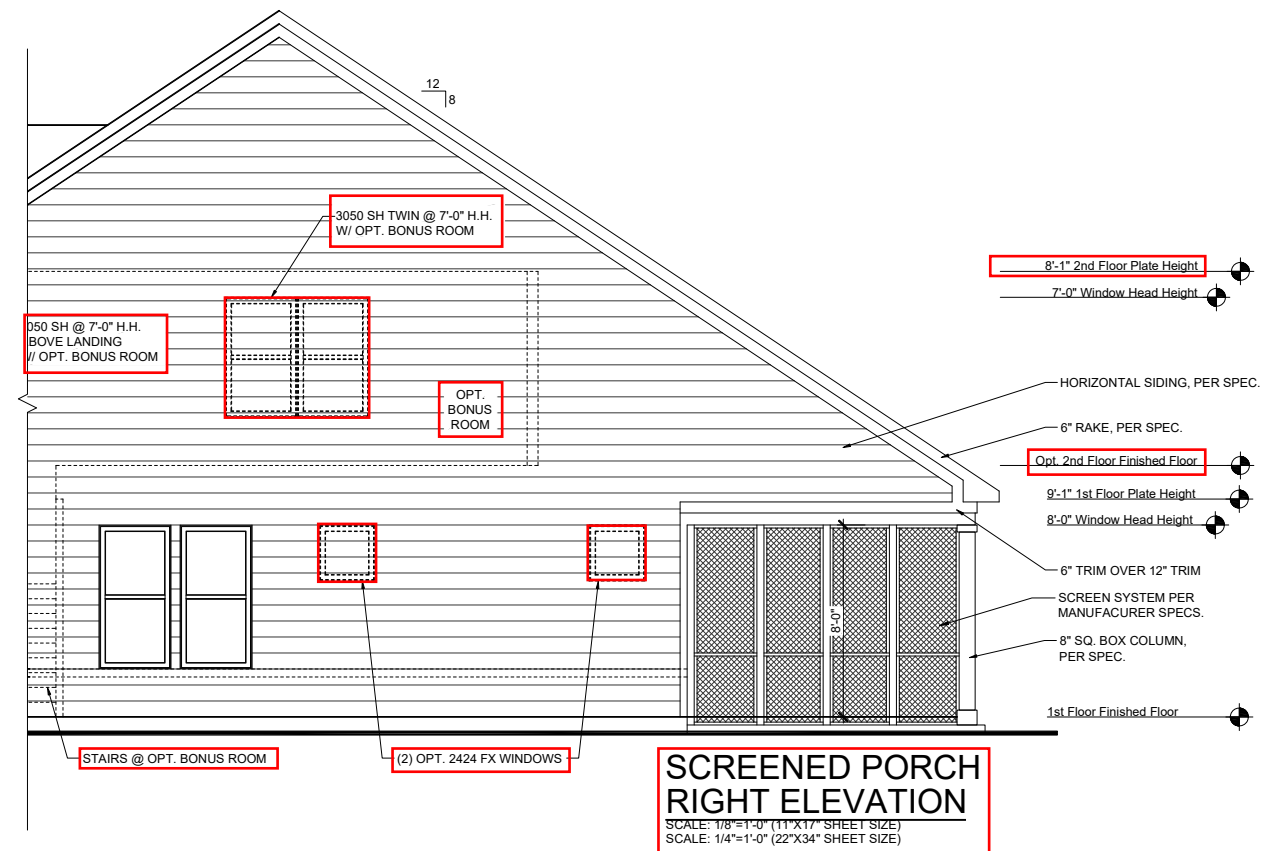 12
8
3050 SH TWIN @ 7'-0" H.H.
W/ OPT. BONUS ROOM
8'-1" 2nd Floor Plate Height
7'-0" Window Head Height
050 SH @ 7'-0" H.H.
BOVE LANDING
/ OPT. BONUS ROOM
OPT.
BONUS
ROOM
HORIZONTAL SIDING, PER SPEC.
6" RAKE, PER SPEC.
Opt. 2nd Floor Finished Floor
9'-1" 1st Floor Plate Height
8'-0" Window Head Height
6" TRIM OVER 12" TRIM
SCREEN SYSTEM PER
MANUFACURER SPECS.
8'-0"
8" SQ. BOX COLUMN,
PER SPEC.
1st Floor Finished Floor
STAIRS @ OPT. BONUS ROOM
(2) OPT. 2424 FX WINDOWS
SCREENED PORCH
RIGHT ELEVATION
SCALE: 1/8"=1'-0" (11"X17" SHEET SIZE)
SCALE: 1/4"=1'-0" (22"X34" SHEET SIZE)